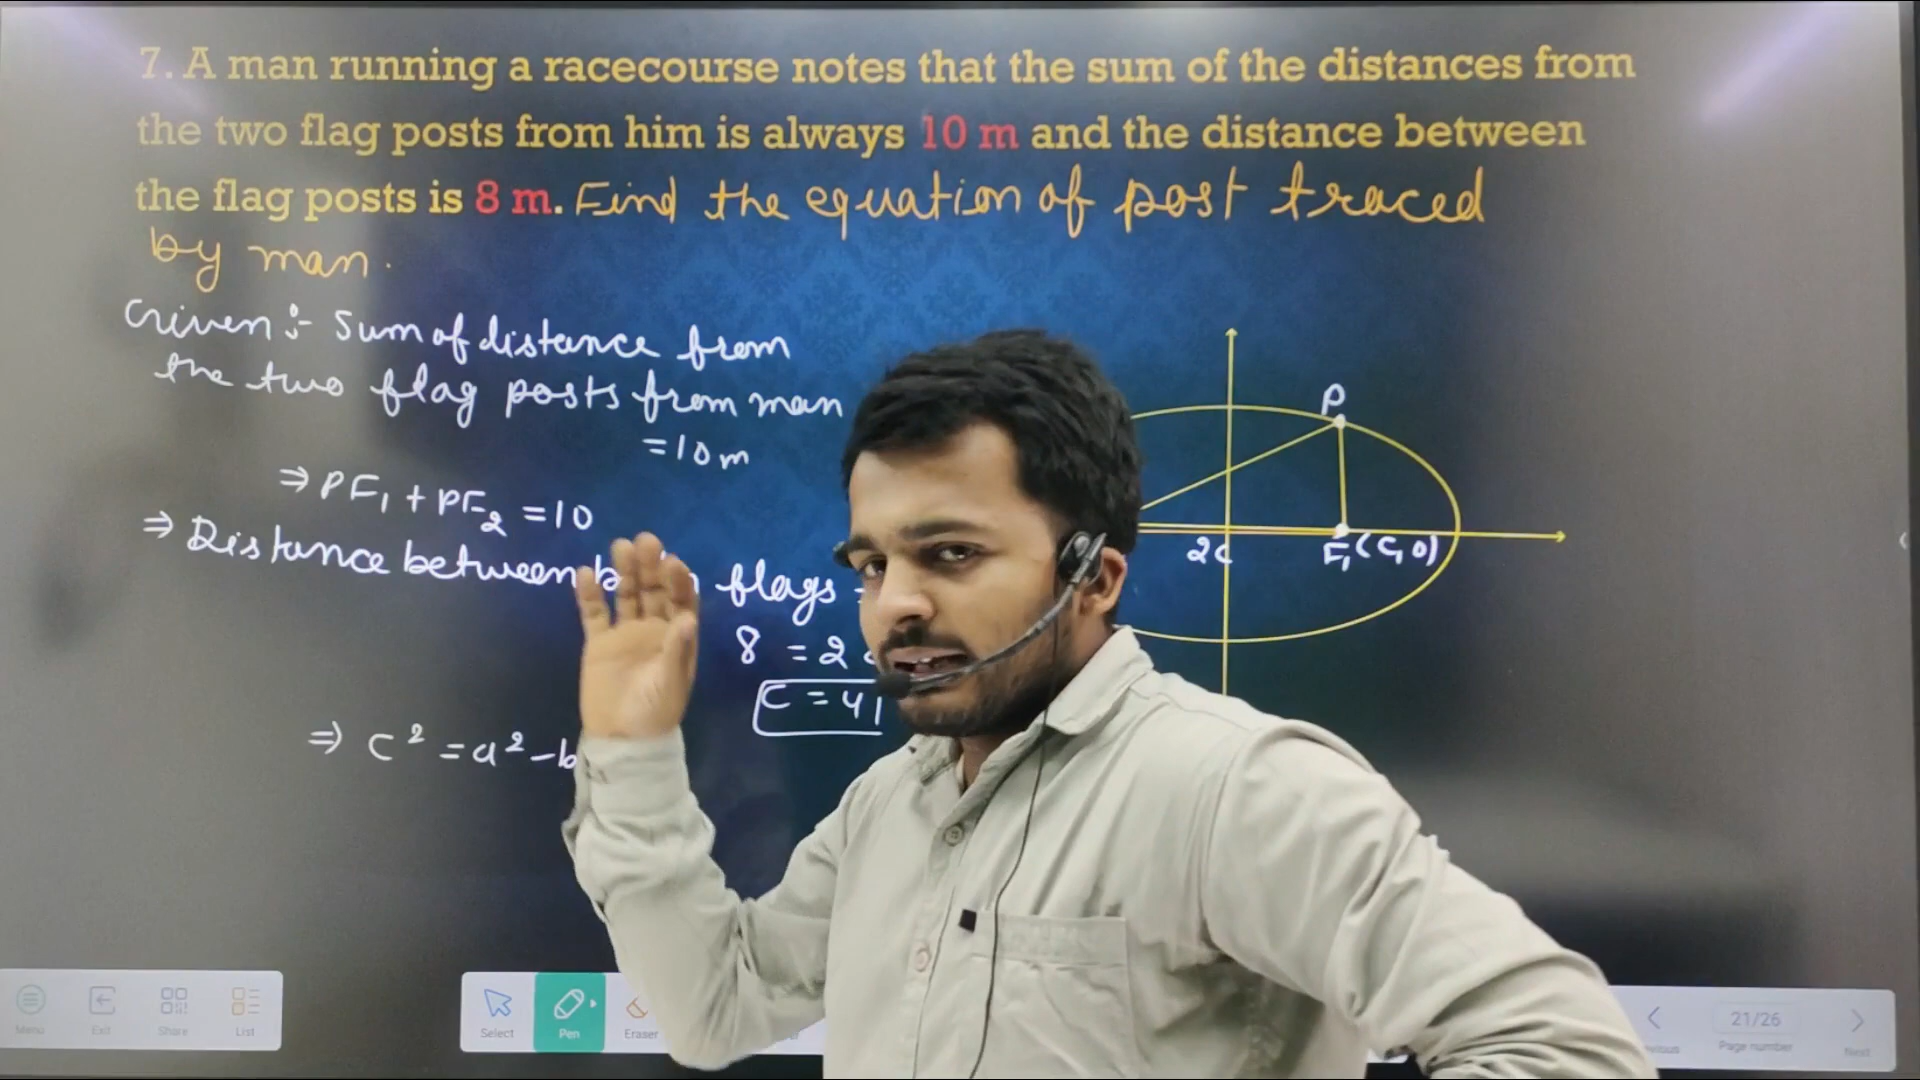 7. A man running a racecourse notes that the sum of the distances from
the two flag posts from him is always 10 m and the distance between
the flag posts is 8 m. Find the equation of post traced
by man.
Given :- Sum of distance from
the two flag posts from man
=10m
⇒ PF₁ + PF₂ = 10
⇒ Distance between flags =
8 = 2
c = 4
⇒ c² = a² - b
P
2c
F₁(c,0)
Menu
Exit
Share
List
Select
Pen
Eraser
21/26
Page number
Next